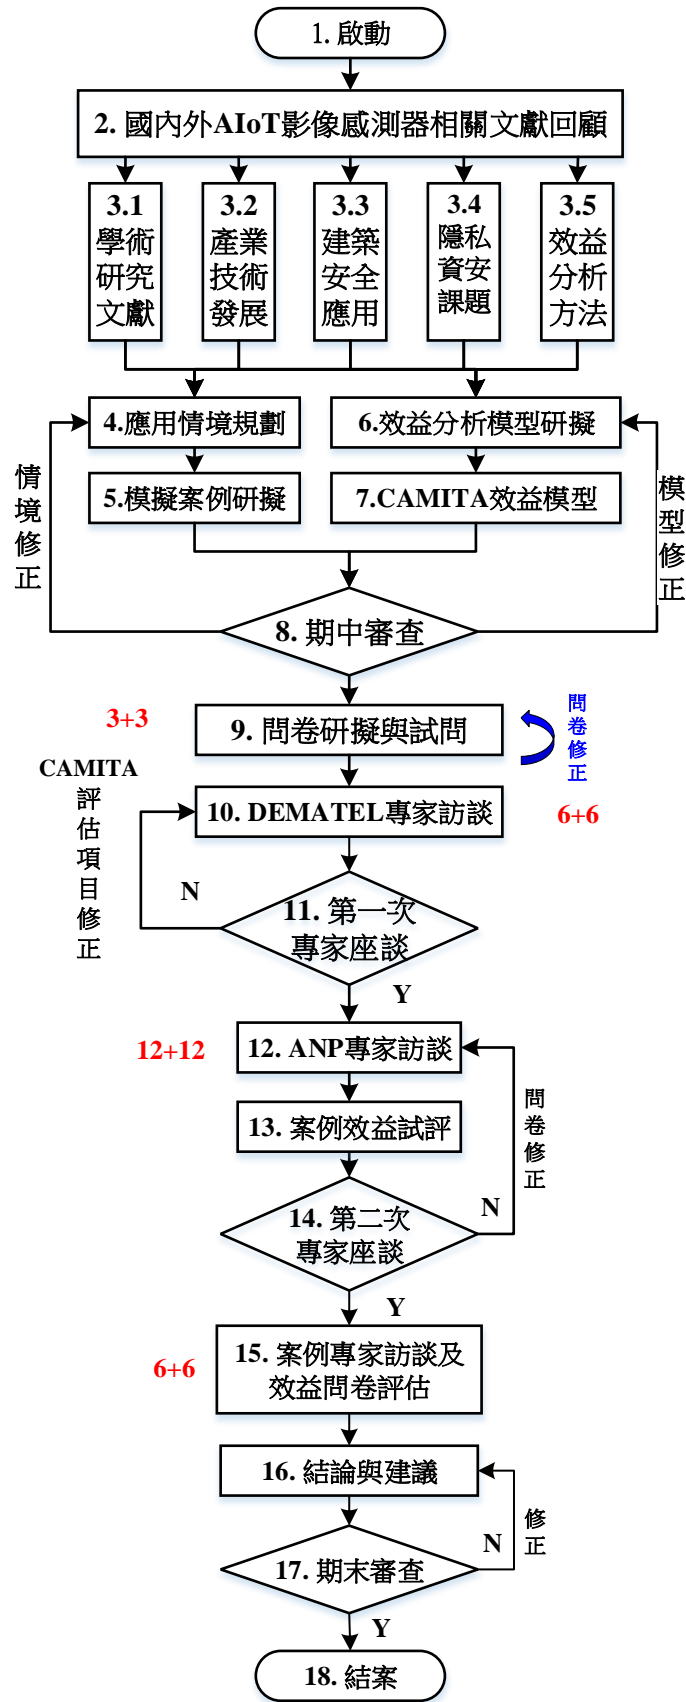 1. 啟動
2. 國內外AIoT影像感測器相關文獻回顧
3.1
學術
研究
文獻
3.2
產業
技術
發展
3.3
建築
安全
應用
3.4
隱私
資安
課題
3.5
效益
分析
方法
4.應用情境規劃
6.效益分析模型研擬
情境修正
5.模擬案例研擬
7.CAMITA效益模型
模型修正
8. 期中審查
3+3
9. 問卷研擬與試問
問卷修正
CAMITA
評估項目修正
10. DEMATEL專家訪談
6+6
N
11. 第一次
專家座談
Y
12+12
12. ANP專家訪談
13. 案例效益試評
問卷修正
14. 第二次
專家座談
N
Y
6+6
15. 案例專家訪談及
效益問卷評估
16. 結論與建議
修正
N
17. 期末審查
Y
18. 結案